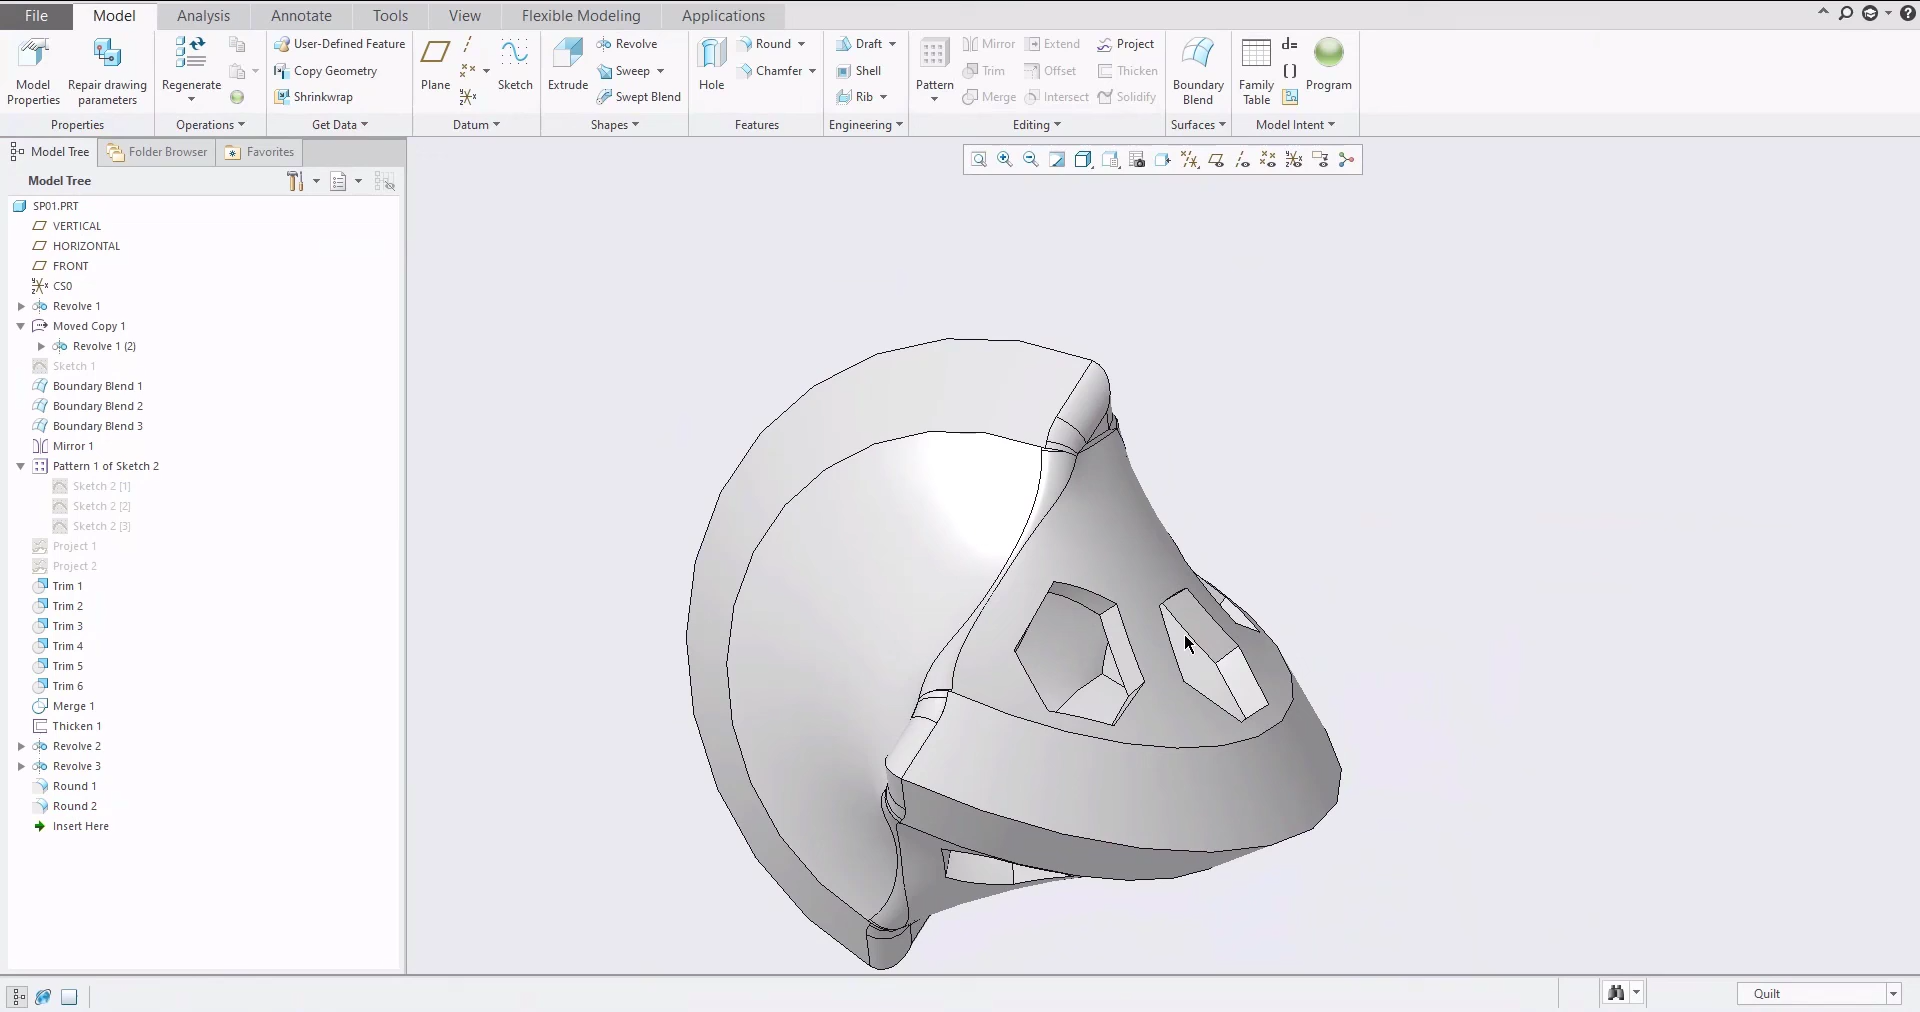 File Model Analysis Annotate Tools View Flexible Modeling Applications
User-Defined Feature Revolve Round Draft Mirror Extend Project d=
Copy Geometry Sweep Chamfer Shell Trim Offset Thicken [ ]
Model Properties Repair drawing parameters Regenerate Plane Sketch Extrude Hole Pattern Boundary Blend Family Table Program
Shrinkwrap Swept Blend Rib Merge Intersect Solidify
Properties Operations Get Data Datum Shapes Features Engineering Editing Surfaces Model Intent
Model Tree Folder Browser Favorites
Model Tree
SP01.PRT
VERTICAL
HORIZONTAL
FRONT
CS0
Revolve 1
Moved Copy 1
Revolve 1 (2)
Sketch 1
Boundary Blend 1
Boundary Blend 2
Boundary Blend 3
Mirror 1
Pattern 1 of Sketch 2
Sketch 2 [1]
Sketch 2 [2]
Sketch 2 [3]
Project 1
Project 2
Trim 1
Trim 2
Trim 3
Trim 4
Trim 5
Trim 6
Merge 1
Thicken 1
Revolve 2
Revolve 3
Round 1
Round 2
Insert Here
Quilt